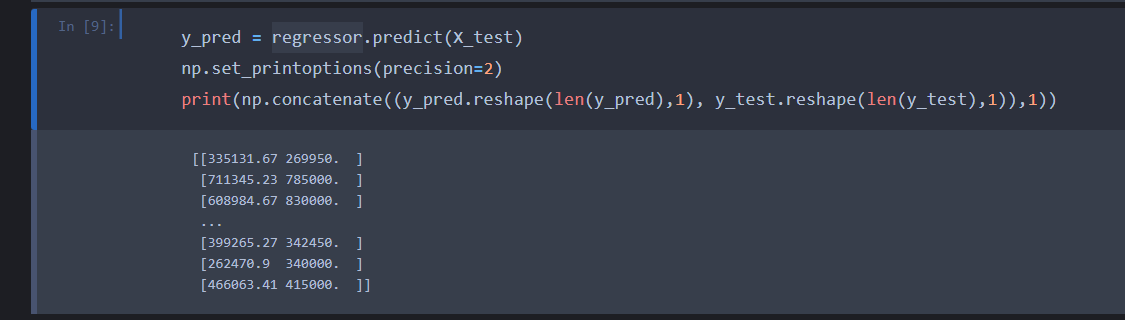 In [9]:
y_pred = regressor.predict(X_test)
np.set_printoptions(precision=2)
print(np.concatenate((y_pred.reshape(len(y_pred),1), y_test.reshape(len(y_test),1)),1))
[[335131.67 269950.  ]
 [711345.23 785000.  ]
 [608984.67 830000.  ]
 ...
 [399265.27 342450.  ]
 [262470.9  340000.  ]
 [466063.41 415000.  ]]